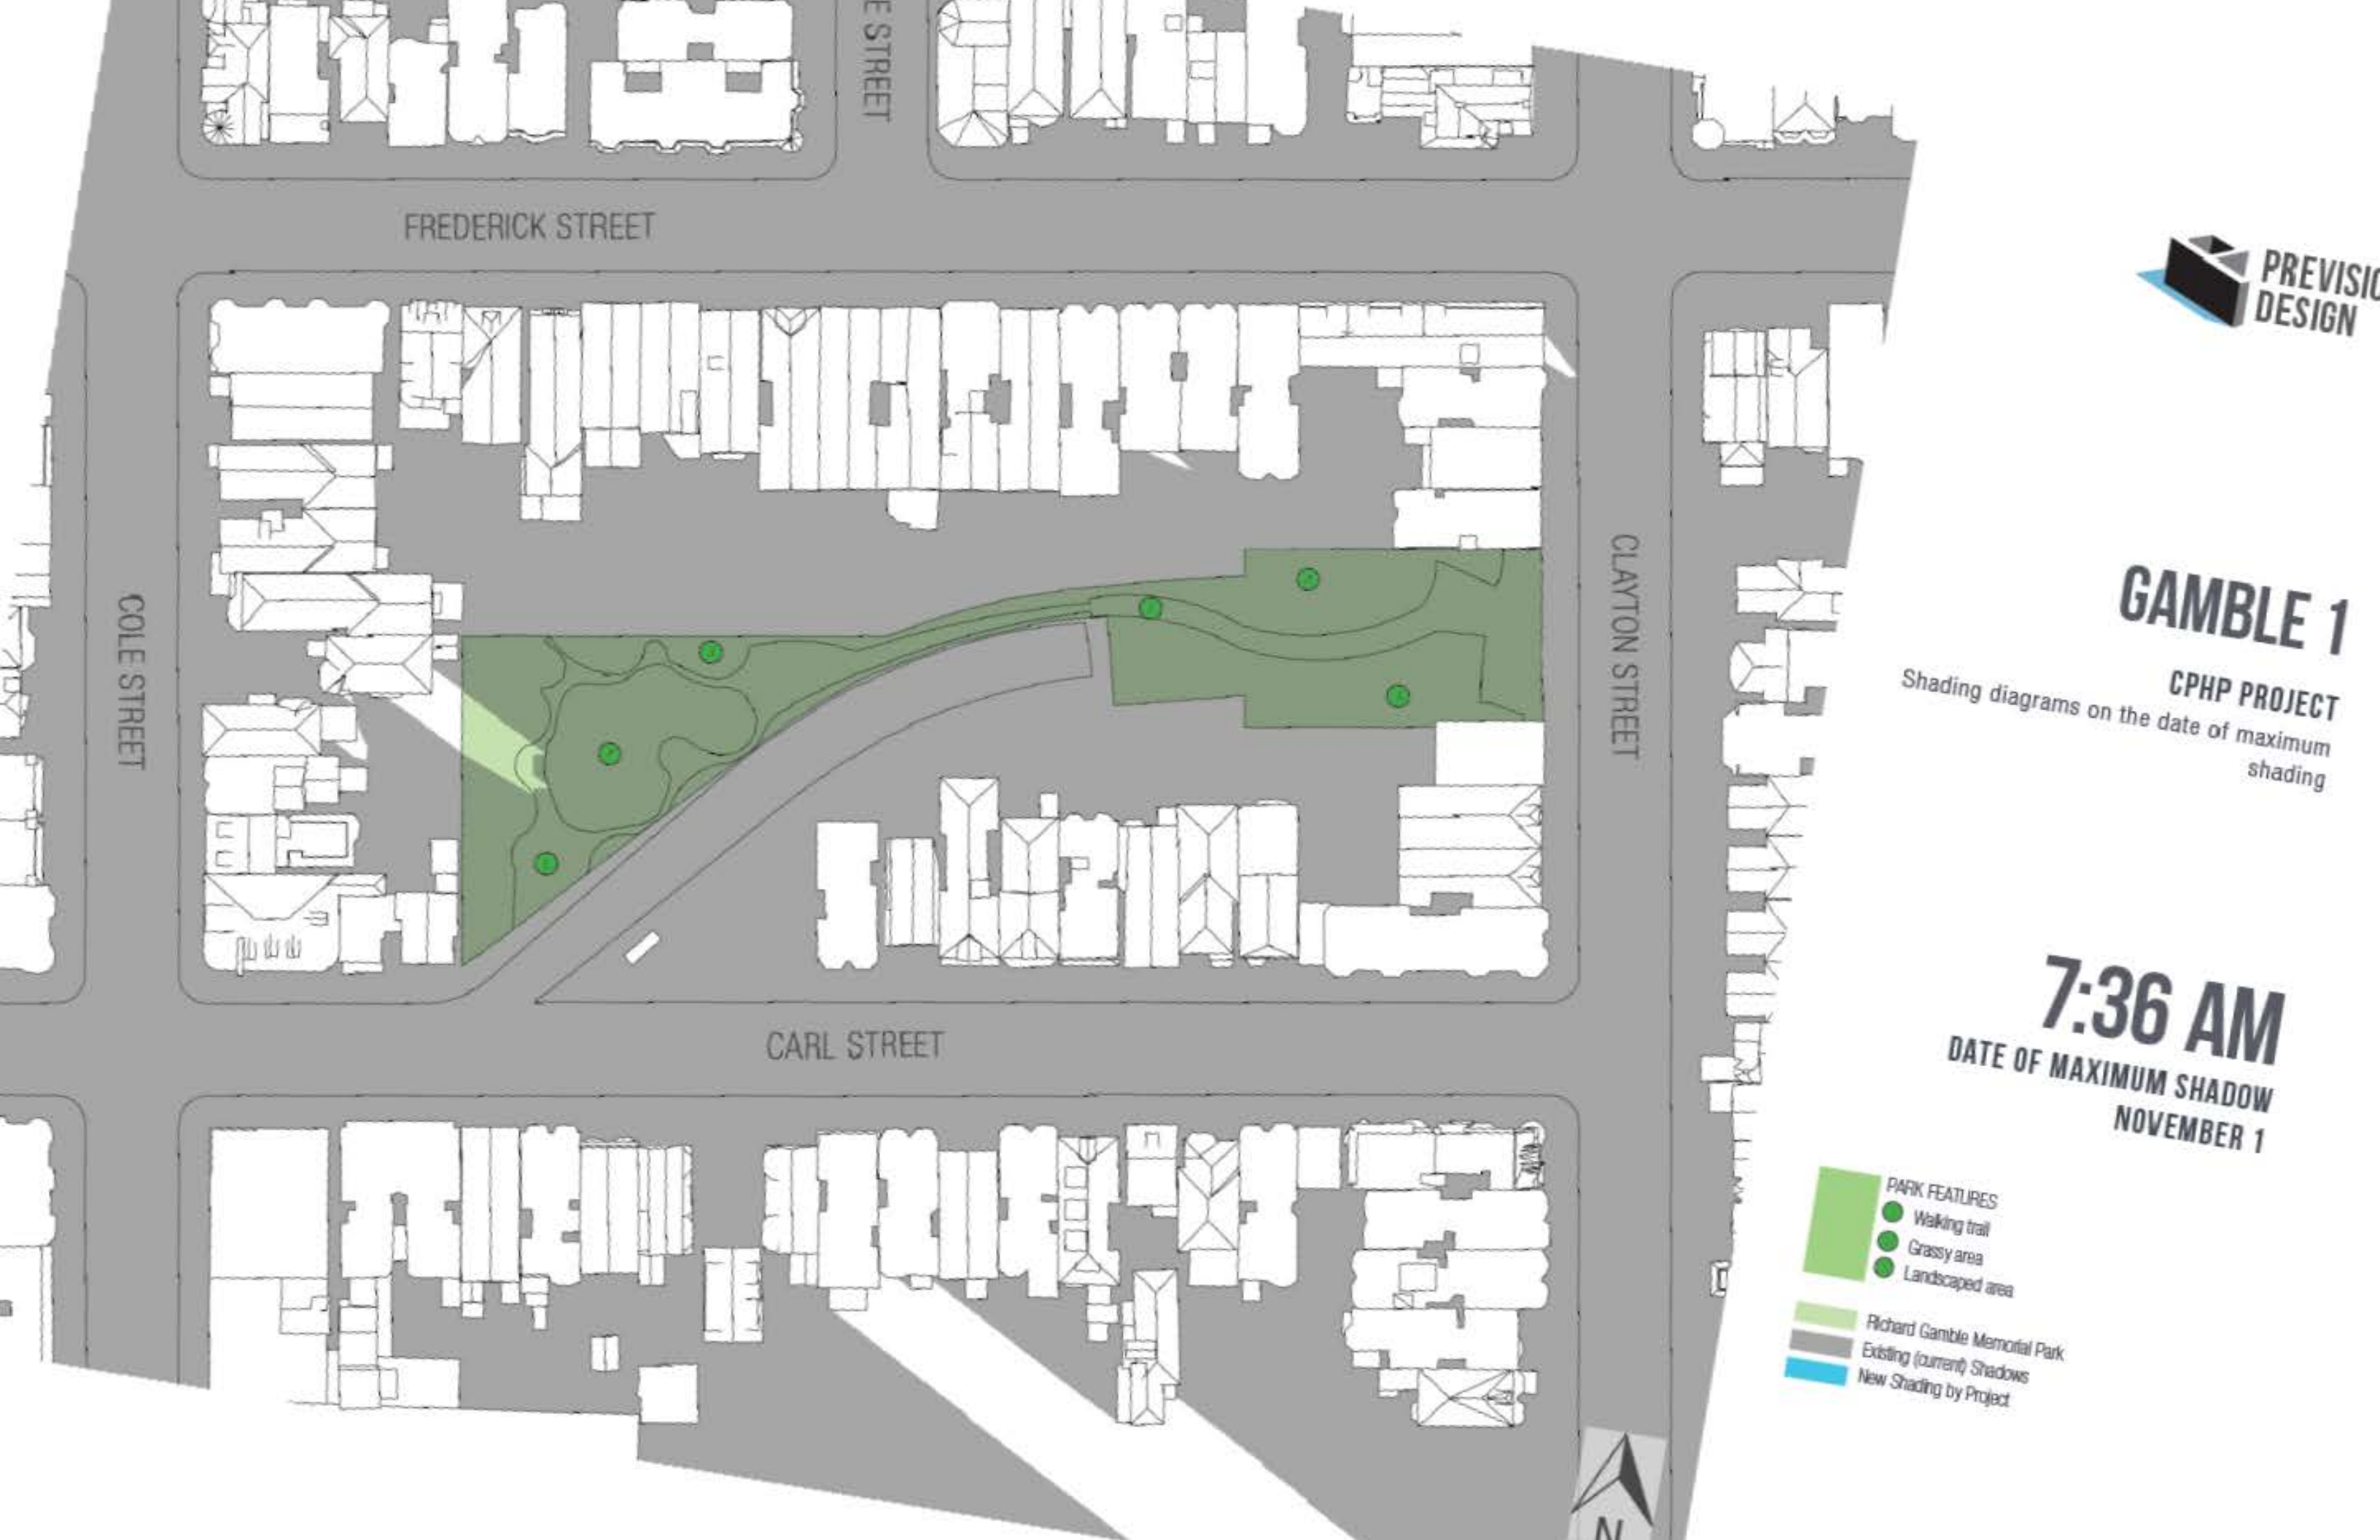 E STREET
FREDERICK STREET
COLE STREET
CLAYTON STREET
CARL STREET
PREVISIO
DESIGN
GAMBLE 1
CPHP PROJECT
Shading diagrams on the date of maximum
shading
7:36 AM
DATE OF MAXIMUM SHADOW
NOVEMBER 1
PARK FEATURES
Walking trail
Grassy area
Landscaped area
Richard Gamble Memorial Park
Existing (current) Shadows
New Shading by Project
N